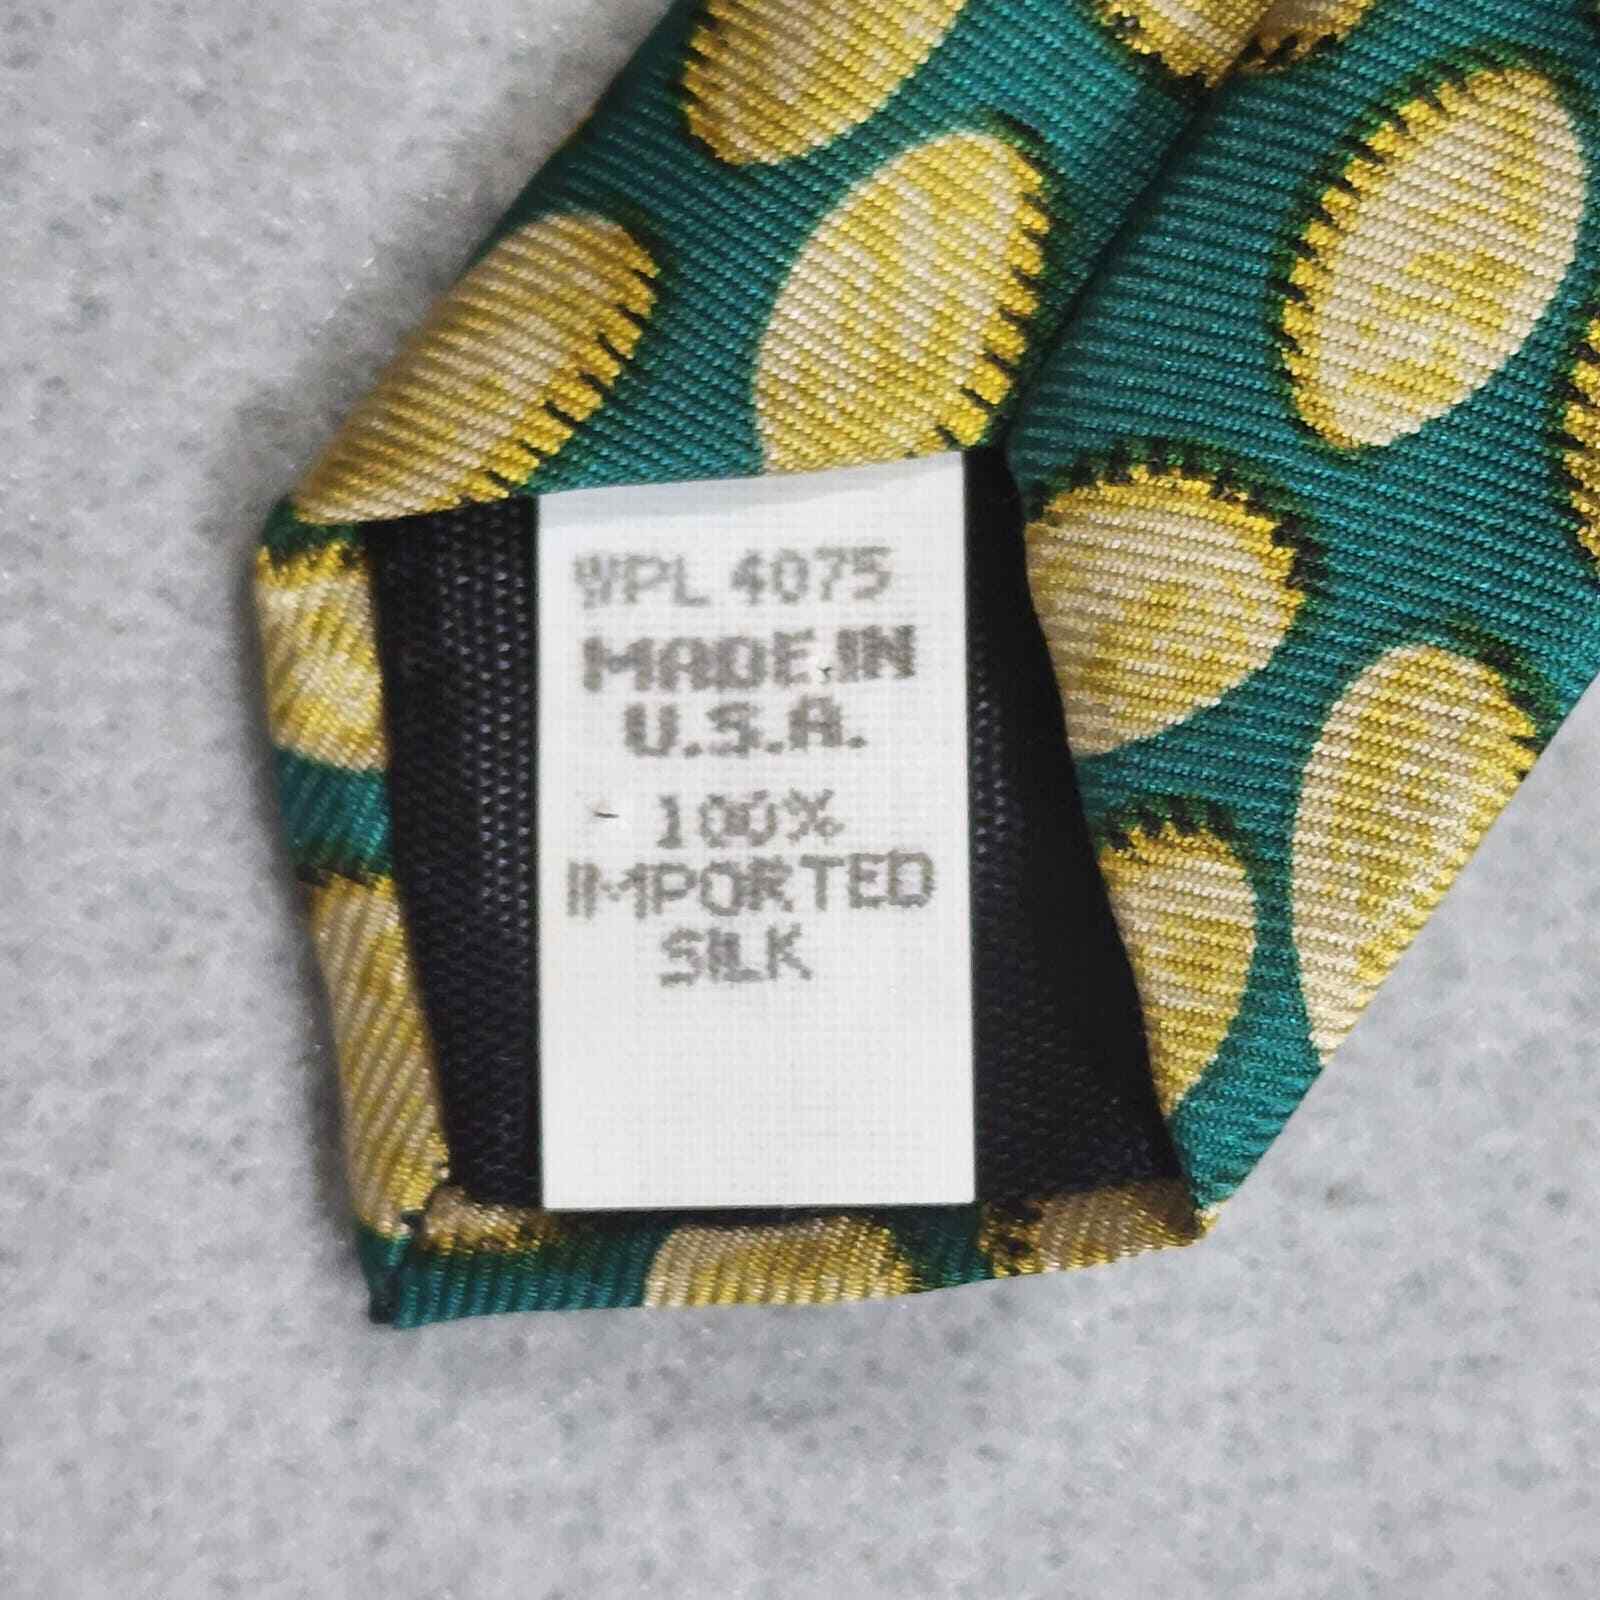 WPL 4075
MADE IN
U.S.A.
100%
IMPORTED
SILK